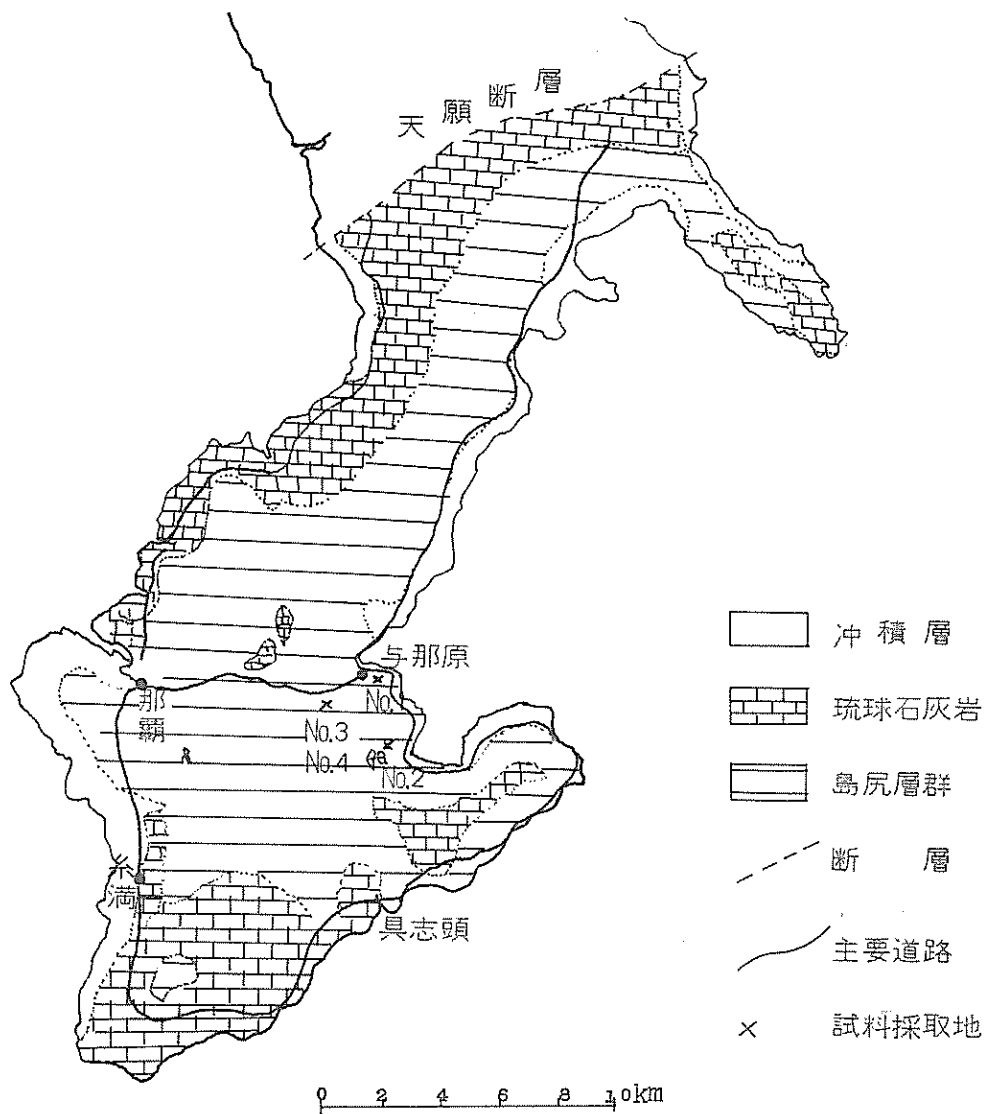 天願断層
与那原
那覇
No.1
No.3
No.4
No.2
糸満
具志頭
冲積層
琉球石灰岩
島尻層群
断層
主要道路
試料採取地
0 2 4 6 8 10km